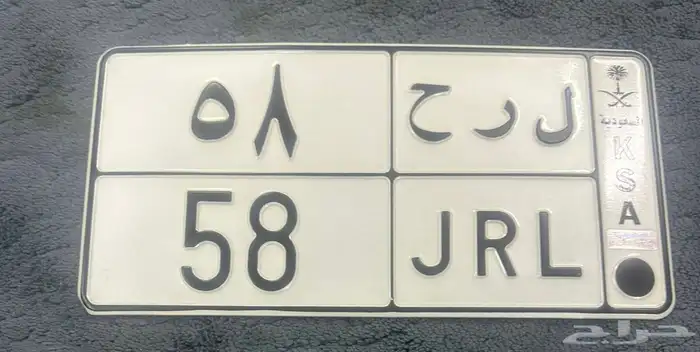 ٥٨ ل ر ح
58 JRL
السعودية
K
S
A
حراج